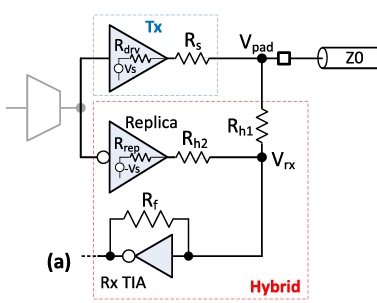 Tx
Rdrv
Vs
Rs
Vpad
Z0
Replica
Rrep
-Vs
Rh2
Rh1
Vrx
Rf
(a)
Rx TIA
Hybrid